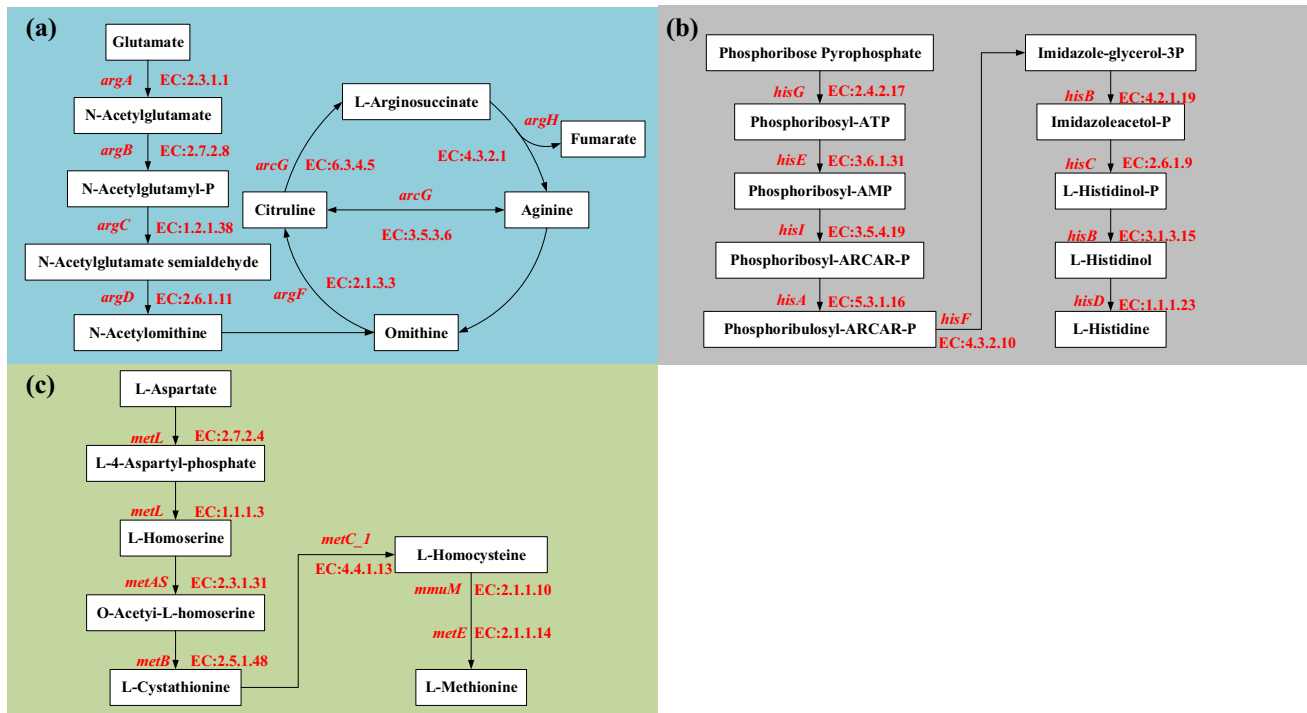 (a)
Glutamate
argA EC:2.3.1.1
N-Acetylglutamate
argB EC:2.7.2.8
N-Acetylglutamyl-P
argC EC:1.2.1.38
N-Acetylglutamate semialdehyde
argD EC:2.6.1.11
N-Acetylomithine
L-Arginosuccinate
argH
Fumarate
EC:4.3.2.1
arcG EC:6.3.4.5
Citruline
arcG
EC:3.5.3.6
Aginine
argF EC:2.1.3.3
Omithine
(b)
Phosphoribose Pyrophosphate
hisG EC:2.4.2.17
Phosphoribosyl-ATP
hisE EC:3.6.1.31
Phosphoribosyl-AMP
hisI EC:3.5.4.19
Phosphoribosyl-ARCAR-P
hisA EC:5.3.1.16
Phosphoribulosyl-ARCAR-P
hisF
EC:4.3.2.10
Imidazole-glycerol-3P
hisB EC:4.2.1.19
Imidazoleacetol-P
hisC EC:2.6.1.9
L-Histidinol-P
hisB EC:3.1.3.15
L-Histidinol
hisD EC:1.1.1.23
L-Histidine
(c)
L-Aspartate
metL EC:2.7.2.4
L-4-Aspartyl-phosphate
metL EC:1.1.1.3
L-Homoserine
metAS EC:2.3.1.31
O-Acetyi-L-homoserine
metB EC:2.5.1.48
L-Cystathionine
metC_1
EC:4.4.1.13
L-Homocysteine
mmuM EC:2.1.1.10
metE EC:2.1.1.14
L-Methionine